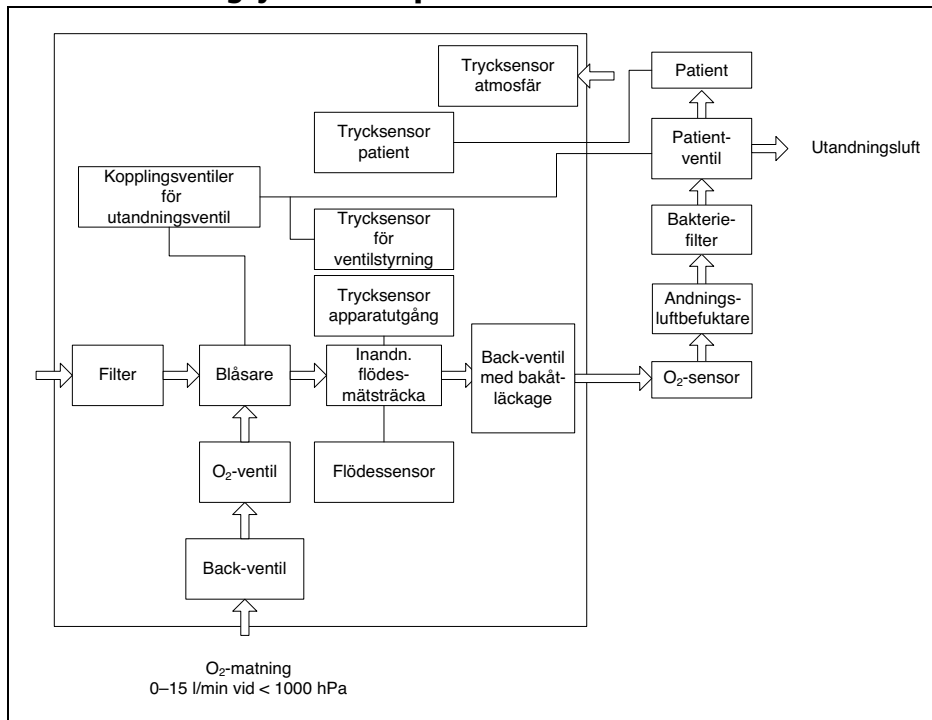 Trycksensor
atmosfär
Patient
Trycksensor
patient
Patient-
ventil
Utandningsluft
Kopplingsventiler
för
utandningsventil
Trycksensor
för
ventilstyrning
Bakterie-
filter
Trycksensor
apparatutgång
Andnings-
luftbefuktare
Filter
Blåsare
Inandn.
flödes-
mätsträcka
Back-ventil
med bakåt-
läckage
O₂-sensor
O₂-ventil
Flödessensor
Back-ventil
O₂-matning
0–15 l/min vid < 1000 hPa